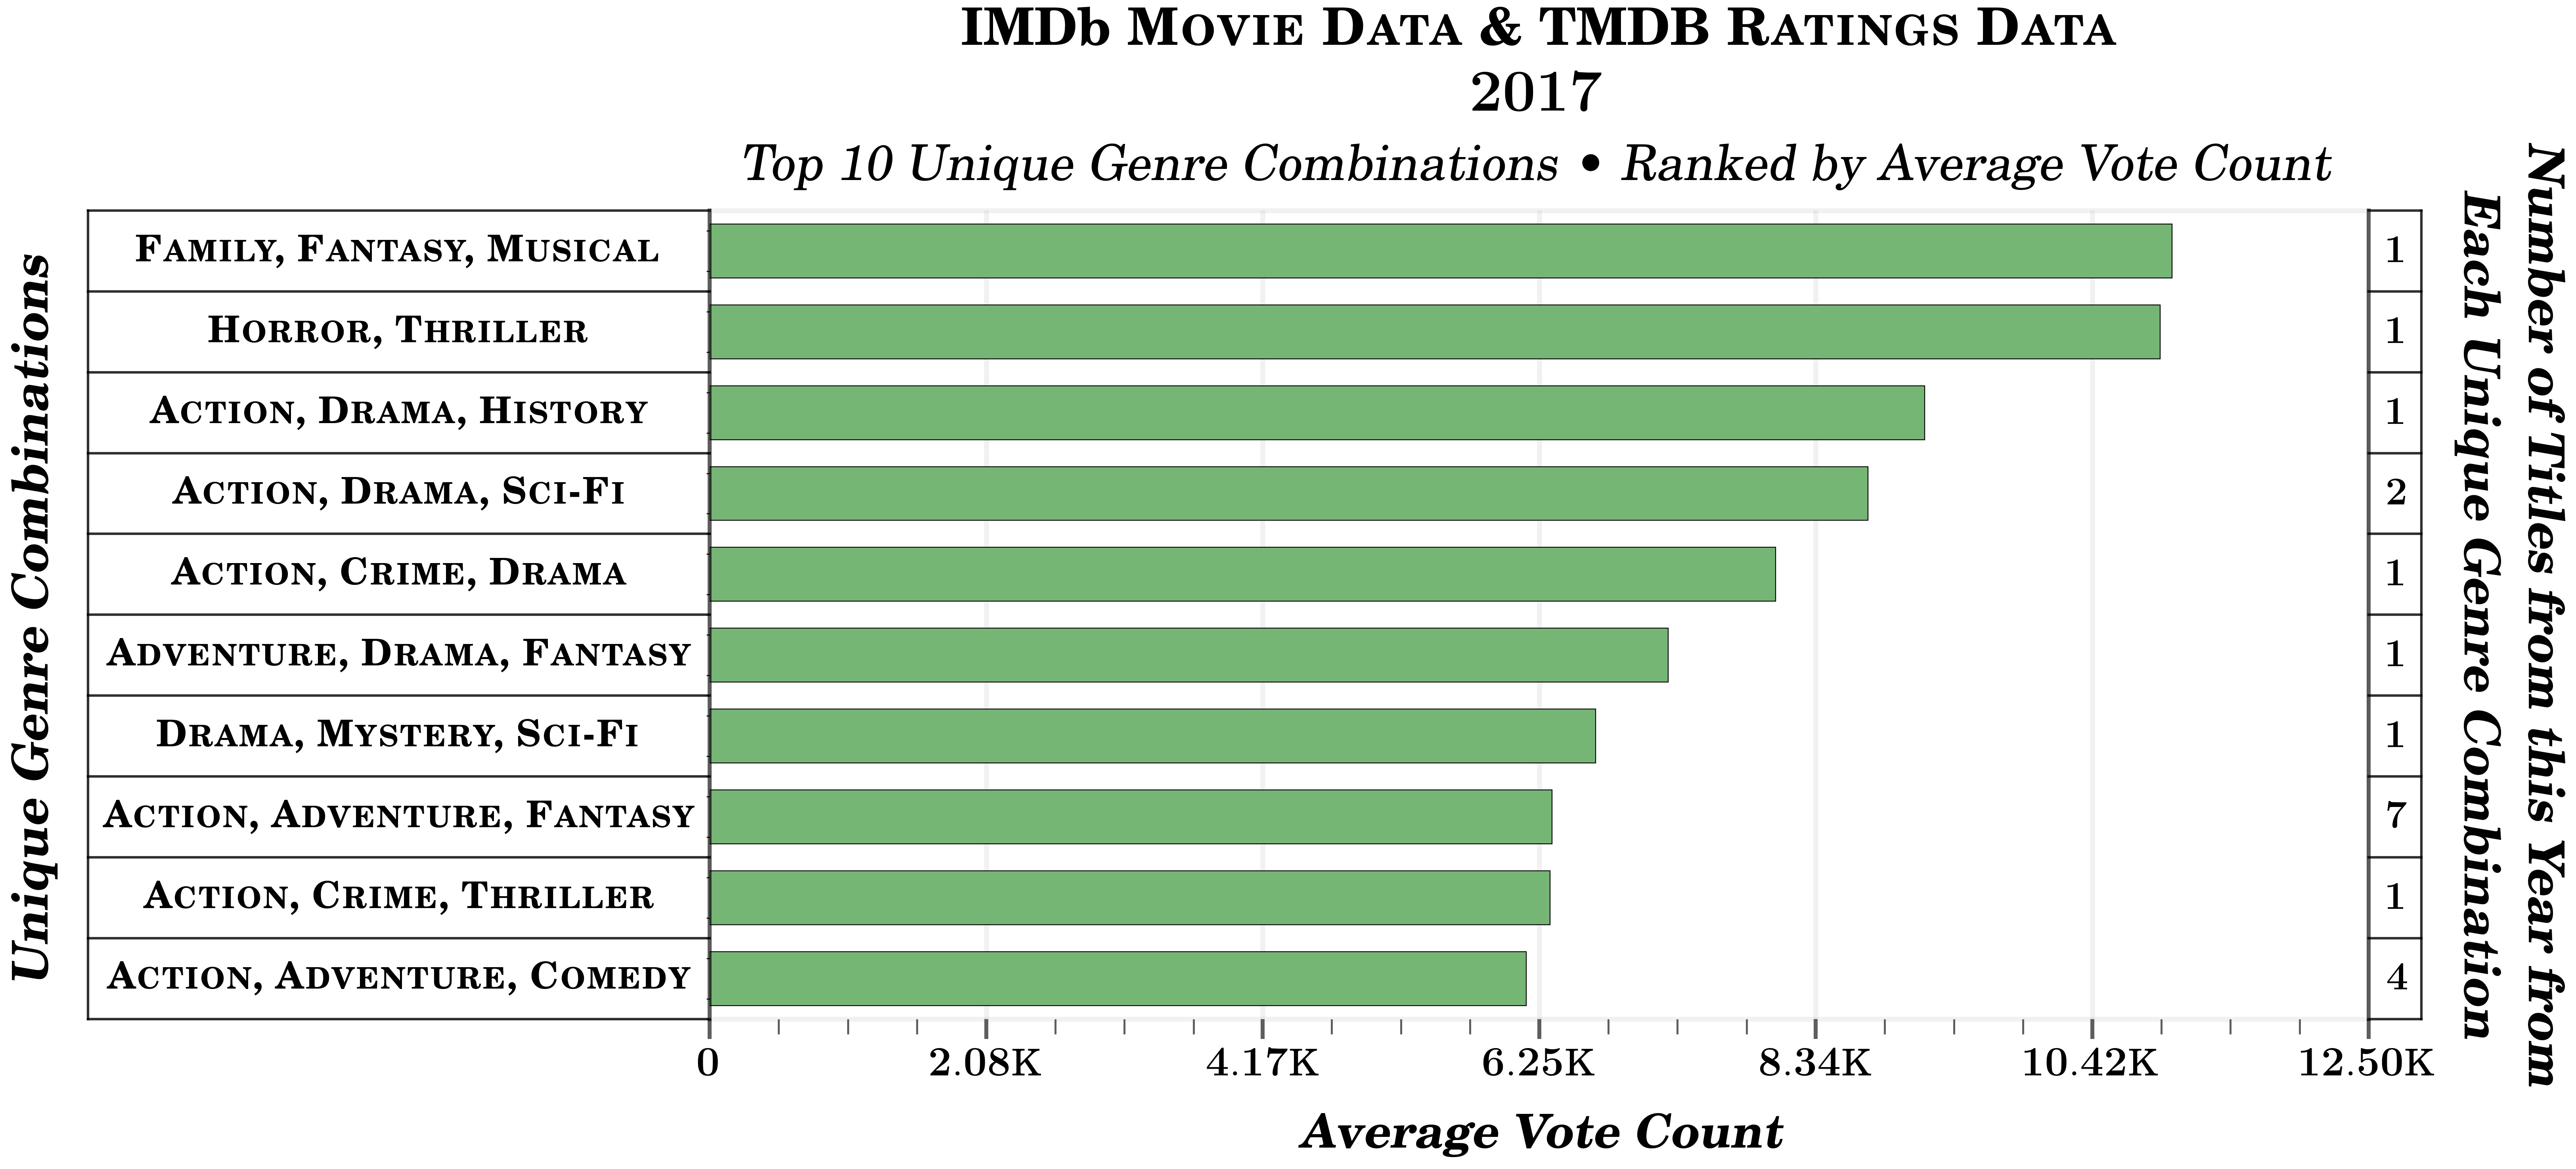 IMDb MOVIE DATA & TMDB RATINGS DATA
2017
Top 10 Unique Genre Combinations • Ranked by Average Vote Count
Unique Genre Combinations
FAMILY, FANTASY, MUSICAL 1
HORROR, THRILLER 1
ACTION, DRAMA, HISTORY 1
ACTION, DRAMA, SCI-FI 2
ACTION, CRIME, DRAMA 1
ADVENTURE, DRAMA, FANTASY 1
DRAMA, MYSTERY, SCI-FI 1
ACTION, ADVENTURE, FANTASY 7
ACTION, CRIME, THRILLER 1
ACTION, ADVENTURE, COMEDY 4
0 2.08K 4.17K 6.25K 8.34K 10.42K 12.50K
Average Vote Count
Number of Titles from this Year from
Each Unique Genre Combination